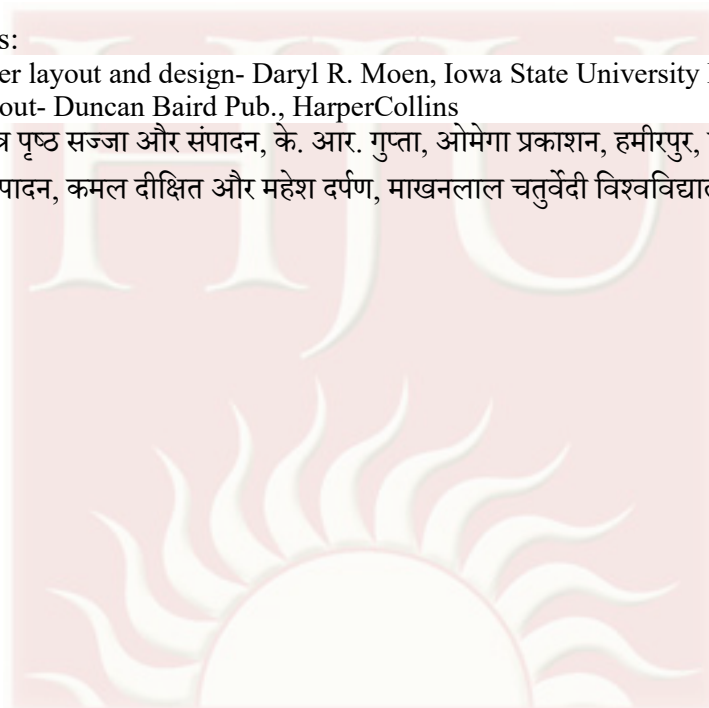 s:
er layout and design- Daryl R. Moen, Iowa State University
out- Duncan Baird Pub., HarperCollins
त्र पृष्ठ सज्जा और संपादन, के. आर. गुप्ता, ओमेगा प्रकाशन, हमीरपुर,
पादन, कमल दीक्षित और महेश दर्पण, माखनलाल चतुर्वेदी विश्वविद्याल
HJU